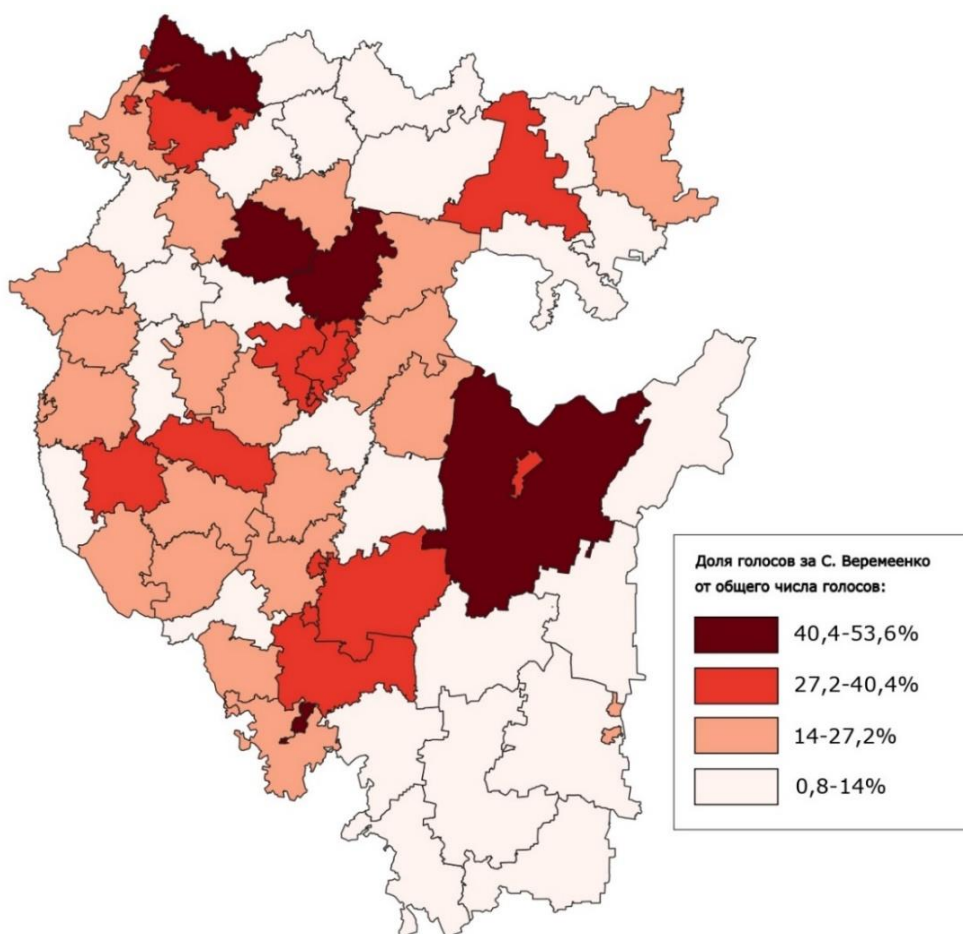 Доля голосов за С. Веремеенко
от общего числа голосов:
40,4-53,6%
27,2-40,4%
14-27,2%
0,8-14%